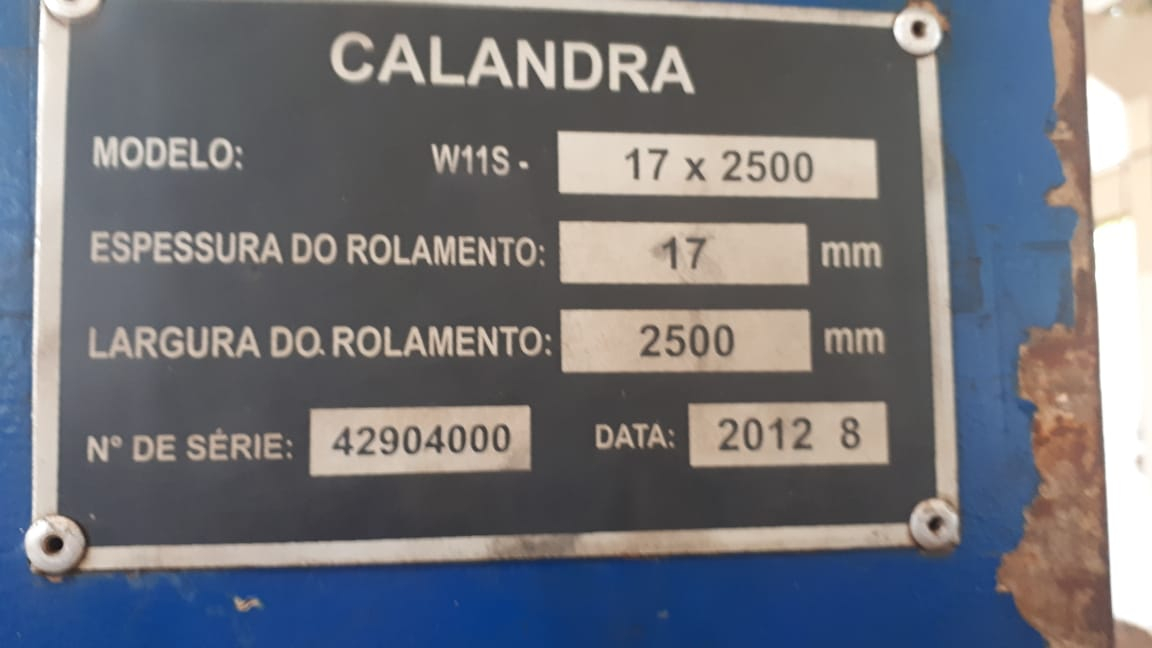 CALANDRA
MODELO: W11S - 17 x 2500
ESPESSURA DO ROLAMENTO: 17 mm
LARGURA DO ROLAMENTO: 2500 mm
N° DE SÉRIE: 42904000 DATA: 2012 8